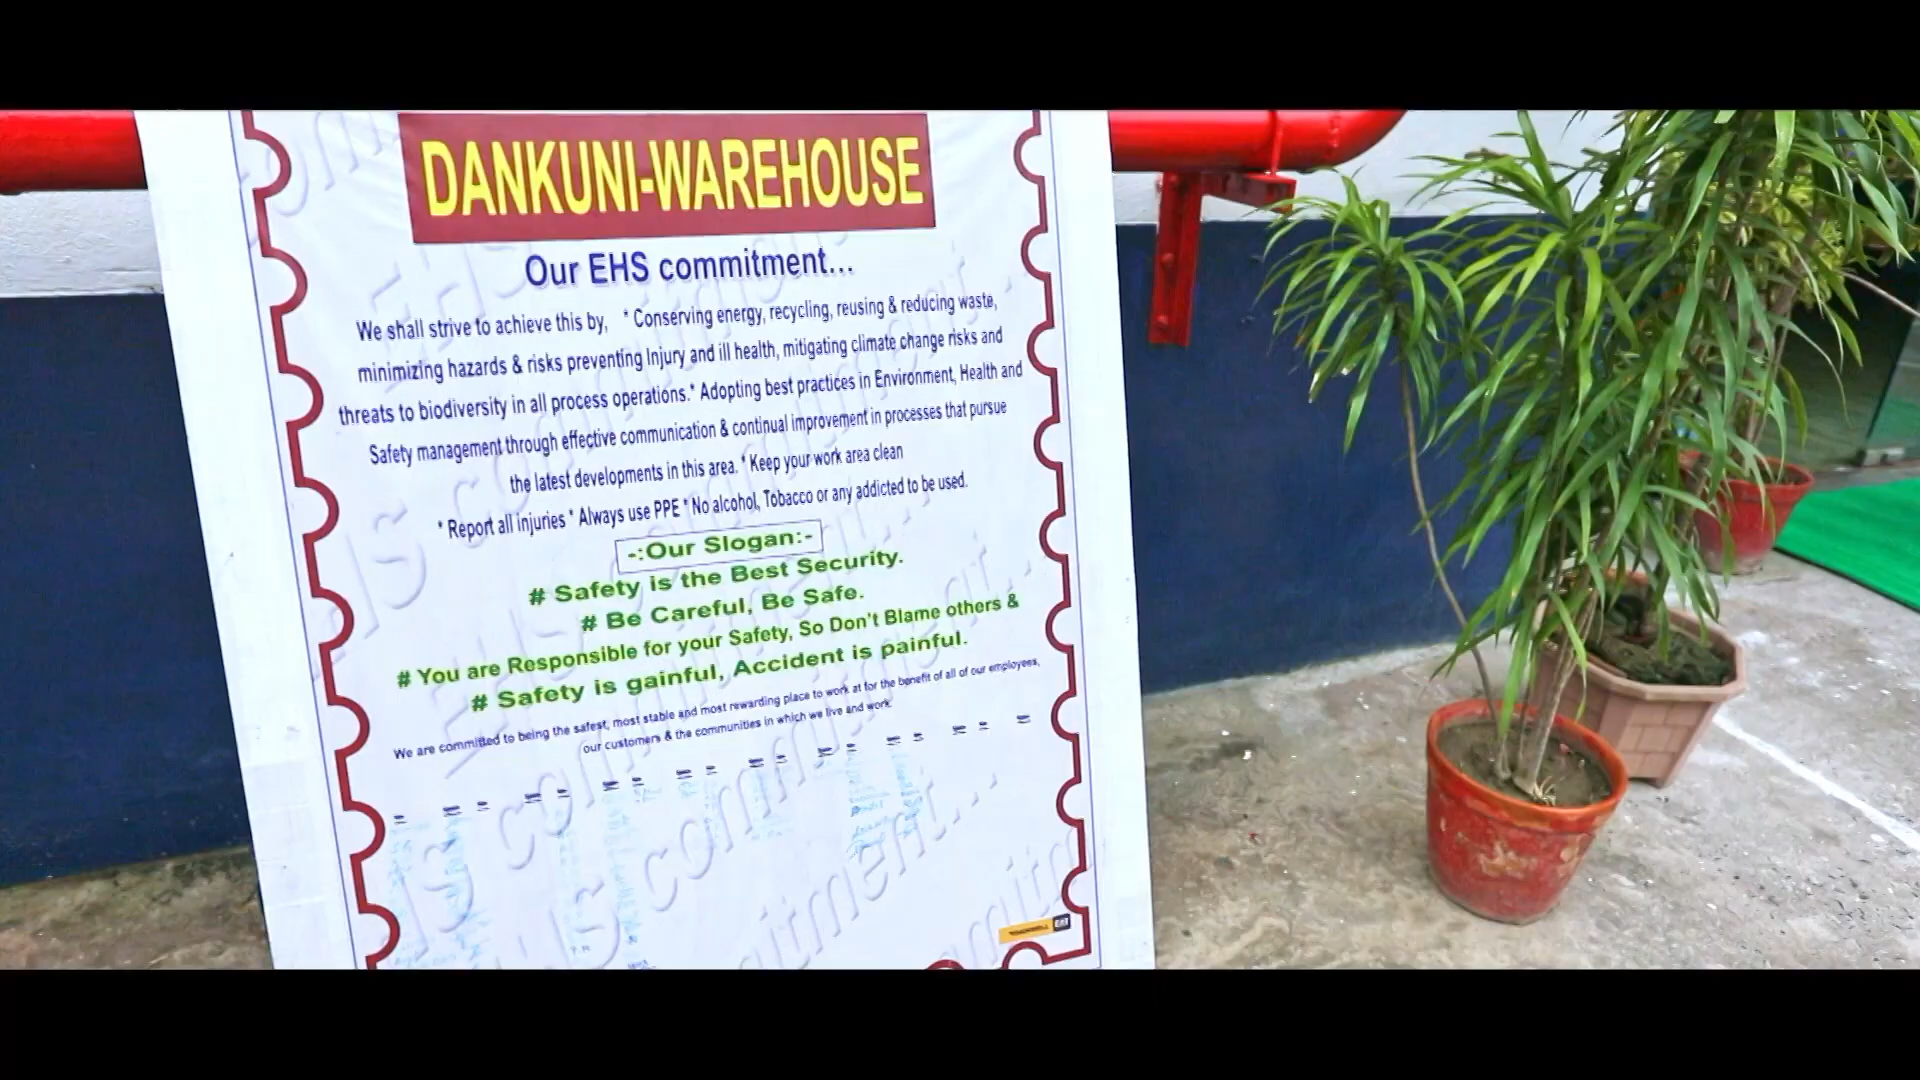 DANKUNI-WAREHOUSE
Our EHS commitment...
We shall strive to achieve this by, * Conserving energy, recycling, reusing & reducing waste,
minimizing hazards & risks preventing Injury and ill health, mitigating climate change risks and
threats to biodiversity in all process operations.* Adopting best practices in Environment, Health and
Safety management through effective communication & continual improvement in processes that pursue
the latest developments in this area. * Keep your work area clean
* Report all injuries * Always use PPE * No alcohol, Tobacco or any addicted to be used.
-:Our Slogan:-
# Safety is the Best Security.
# Be Careful, Be Safe.
# You are Responsible for your Safety, So Don't Blame others &
# Safety is gainful, Accident is painful.
We are committed to being the safest, most stable and most rewarding place to work at for the benefit of all of our employees,
our customers & the communities in which we live and work.